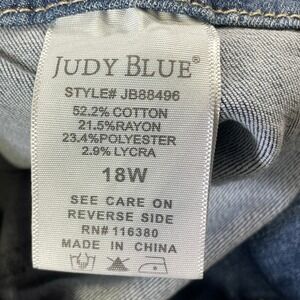 JUDY BLUE®
STYLE# JB88496
52.2% COTTON
21.5%RAYON
23.4%POLYESTER
2.9% LYCRA
18W
SEE CARE ON
REVERSE SIDE
RN# 116380
MADE IN CHINA